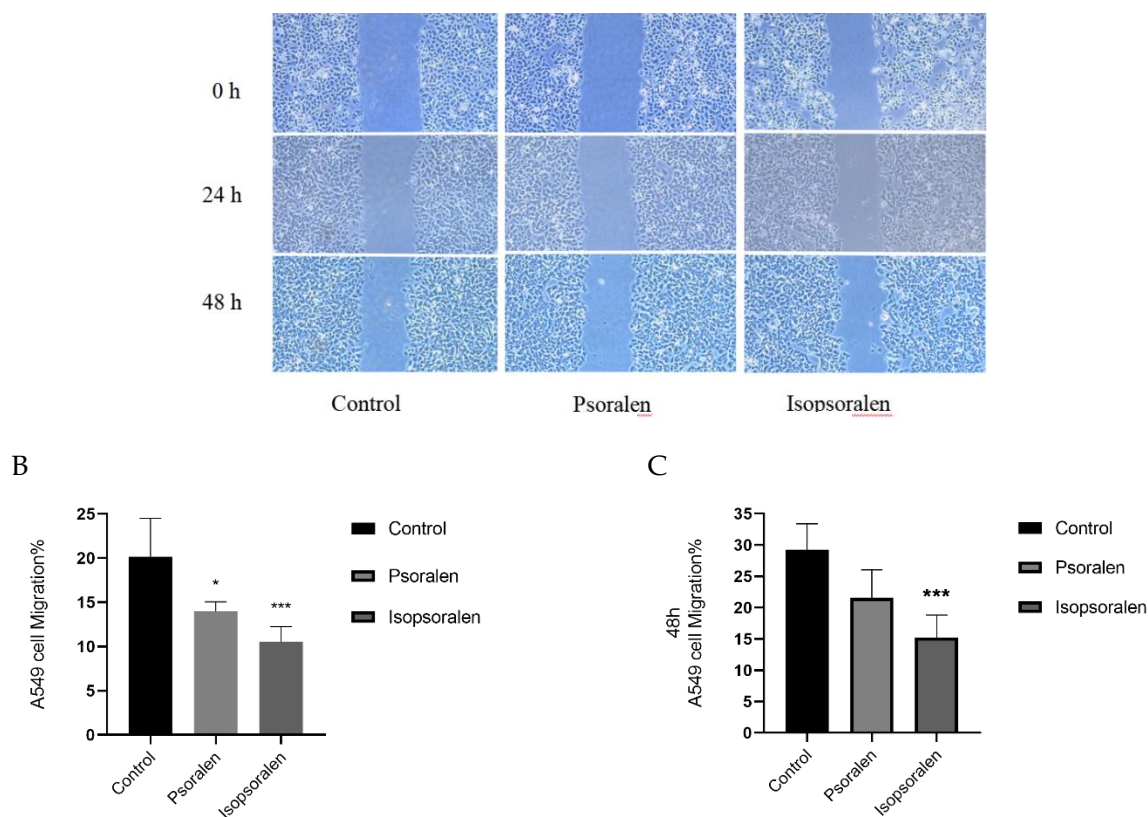 0 h
24 h
48 h
Control Psoralen Isopsoralen
B
A549 cell Migration%
25
20
15
10
5
0
*
***
Control
Psoralen
Isopsoralen
Control
Psoralen
Isopsoralen
C
48h
A549 cell Migration%
35
30
25
20
15
10
5
0
***
Control
Psoralen
Isopsoralen
Control
Psoralen
Isopsoralen